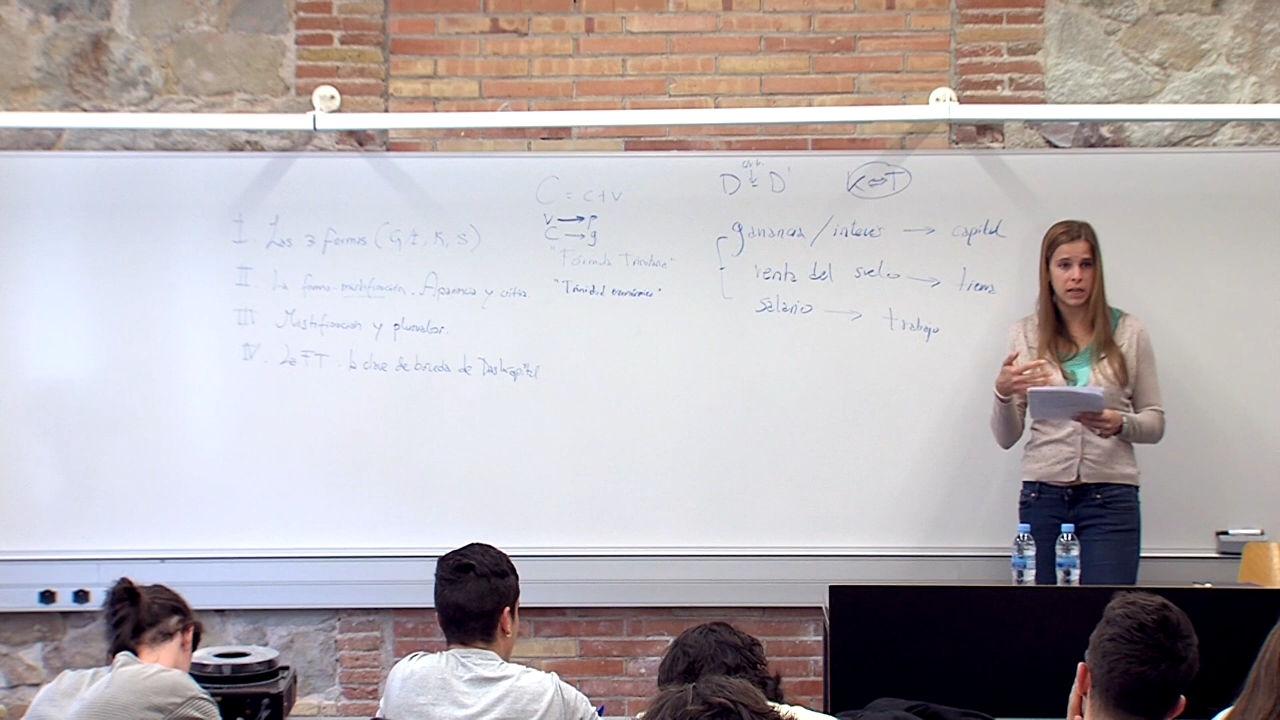 I. Las 3 formas (G/I, R, S)
II. La forma-mistificación. Apariencia y crítica
III Mistificación y plusvalor.
IV. La FT: la clave de bóveda de Das Kapital
C = c+v
V → p
C → g
"Fórmula Trinitaria"
"Trinidad económica"
D D'
K ⇔ T
ganancia / interés → capital
renta del suelo → tierra
salario → trabajo